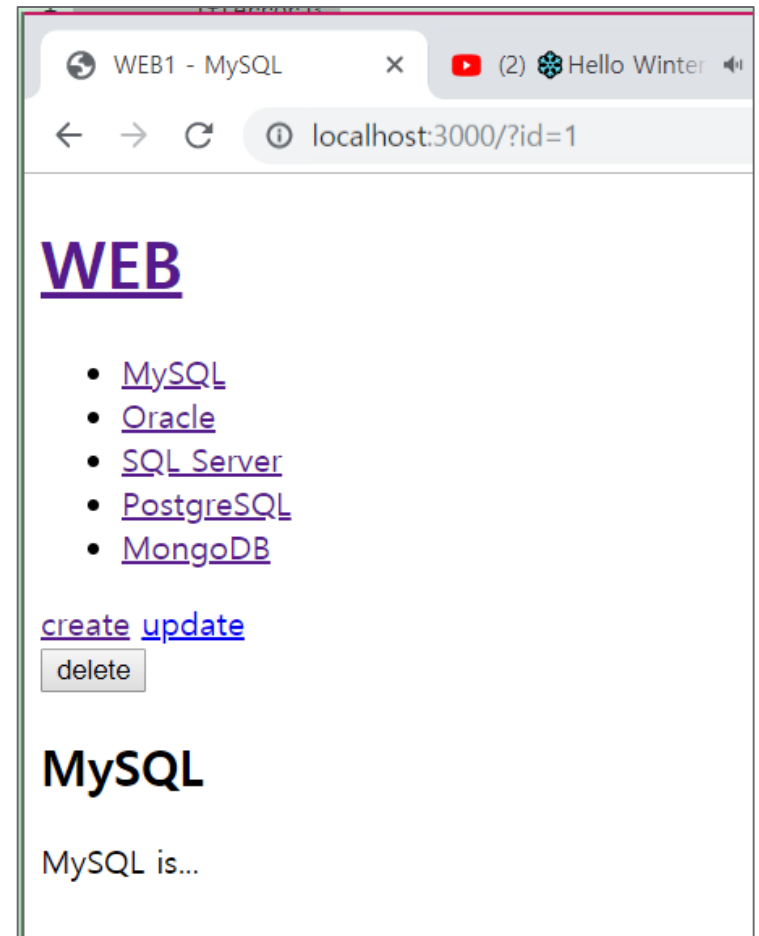 WEB1 - MySQL
(2) Hello Winter
localhost:3000/?id=1
WEB
MySQL
Oracle
SQL Server
PostgreSQL
MongoDB
create update
delete
MySQL
MySQL is...